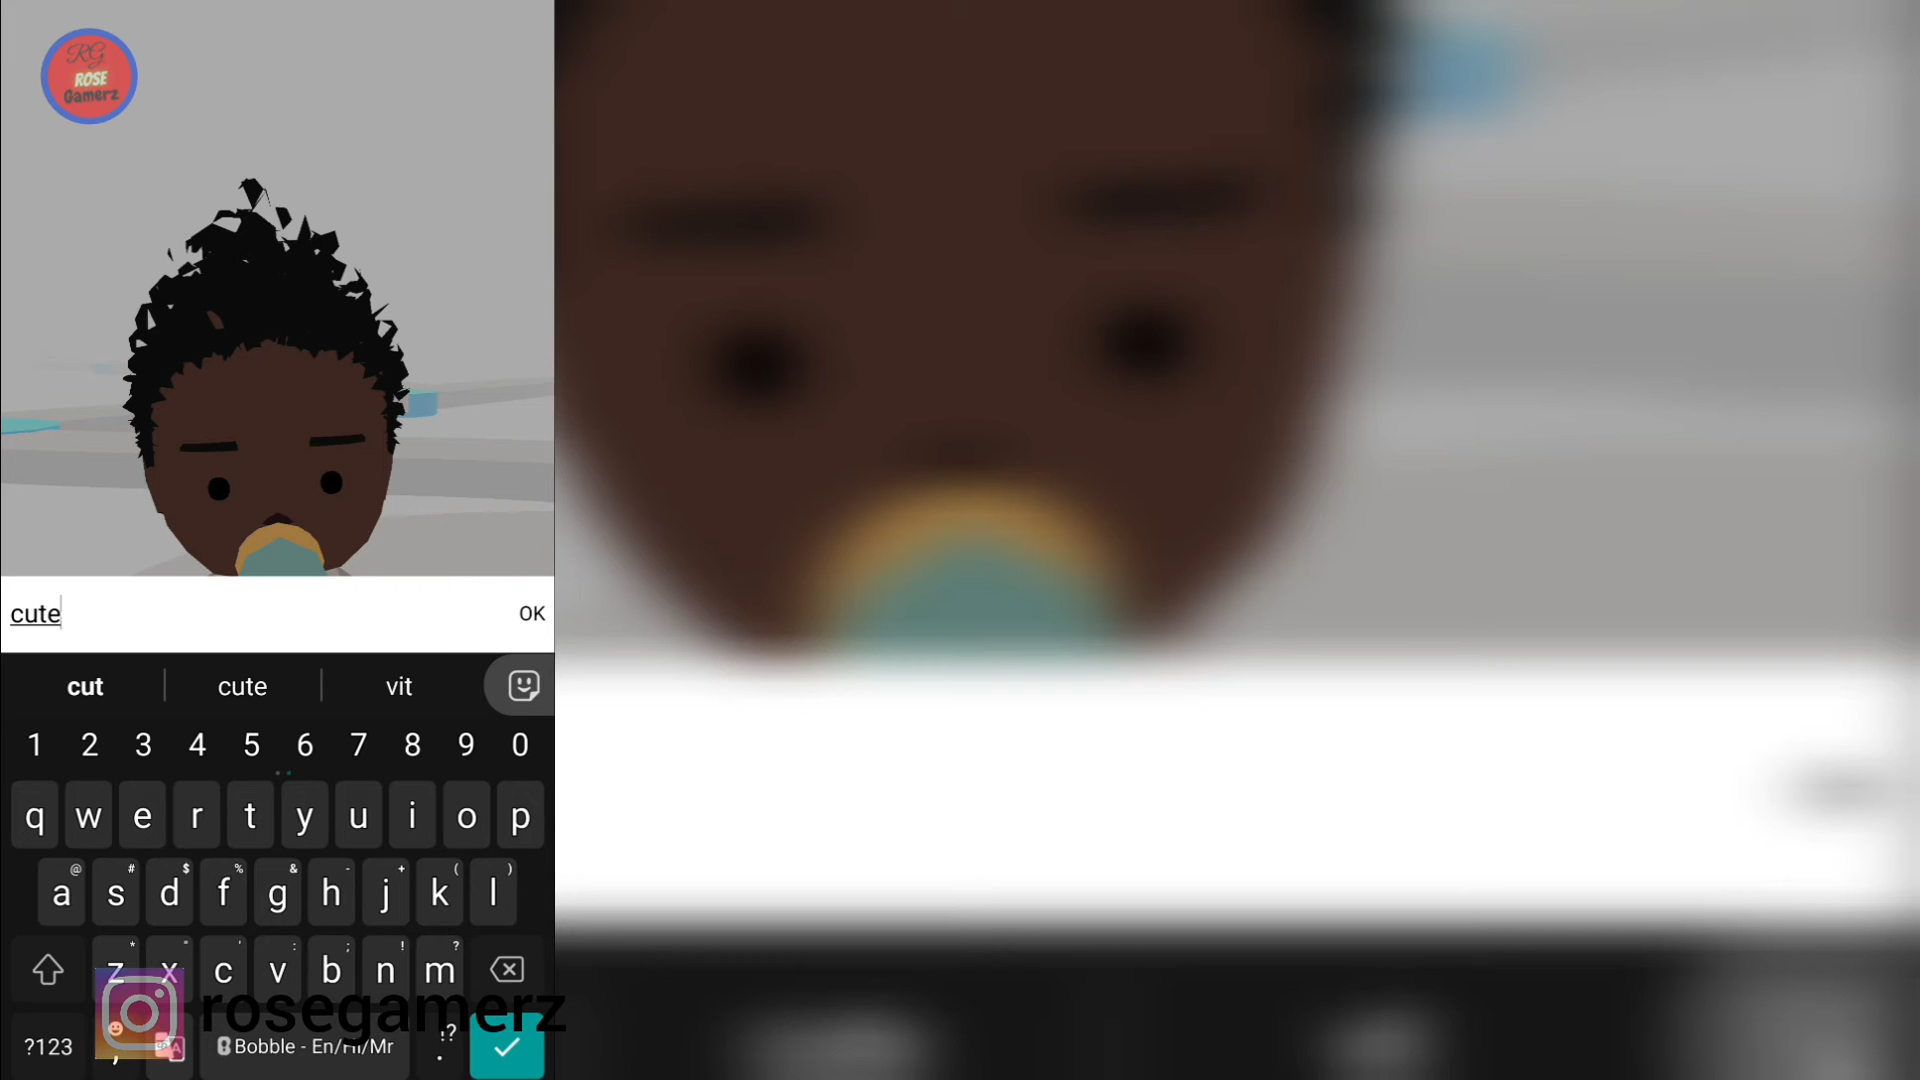 RG
ROSE
Gamerz
cute
OK
cut cute vit
1 2 3 4 5 6 7 8 9 0
q w e r t y u i o p
@ # $ % & - + ( )
a s d f g h j k l
* " ' : ; ! ?
z x c v b n m
rosegamerz
?123 , Bobble - En/Hi/Mr !? .